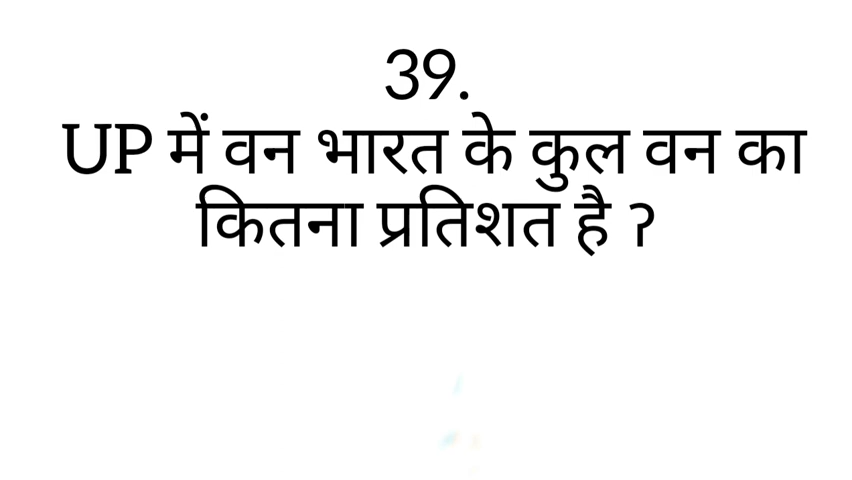 39.
UP में वन भारत के कुल वन का
कितना प्रतिशत है ?